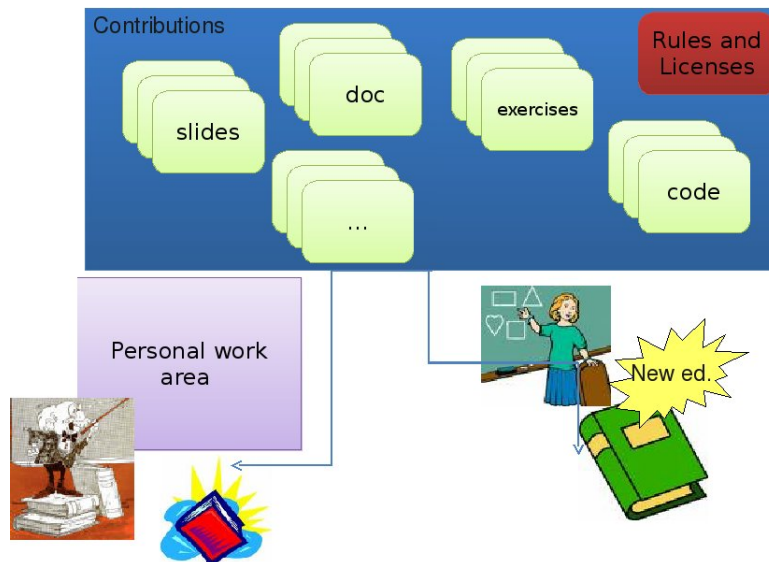 Contributions
Rules and
Licenses
doc
exercises
slides
code
...
Personal work
area
New ed.